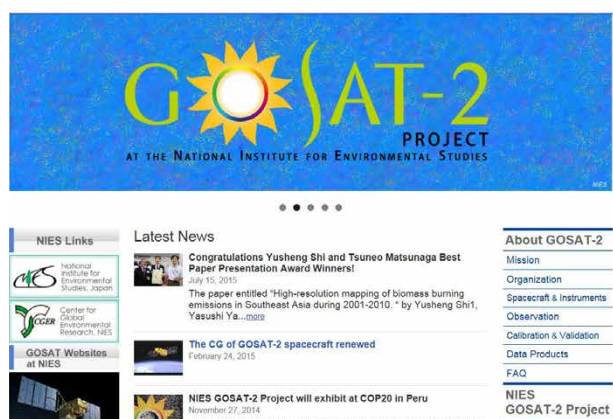 GOSAT-2
PROJECT
AT THE NATIONAL INSTITUTE FOR ENVIRONMENTAL STUDIES
NIES
NIES Links
National
Institute for
Environmental
Studies, Japan
NIES
Center for
Global
Environmental
Research, NIES
CGER
GOSAT Websites
at NIES
Latest News
Congratulations Yusheng Shi and Tsuneo Matsunaga Best
Paper Presentation Award Winners!
July 15, 2015
The paper entitled "High-resolution mapping of biomass burning
emissions in Southeast Asia during 2001-2010. " by Yusheng Shi1,
Yasushi Ya...more
The CG of GOSAT-2 spacecraft renewed
February 24, 2015
NIES GOSAT-2 Project will exhibit at COP20 in Peru
November 27, 2014
About GOSAT-2
Mission
Organization
Spacecraft & Instruments
Observation
Calibration & Validation
Data Products
FAQ
NIES
GOSAT-2 Project